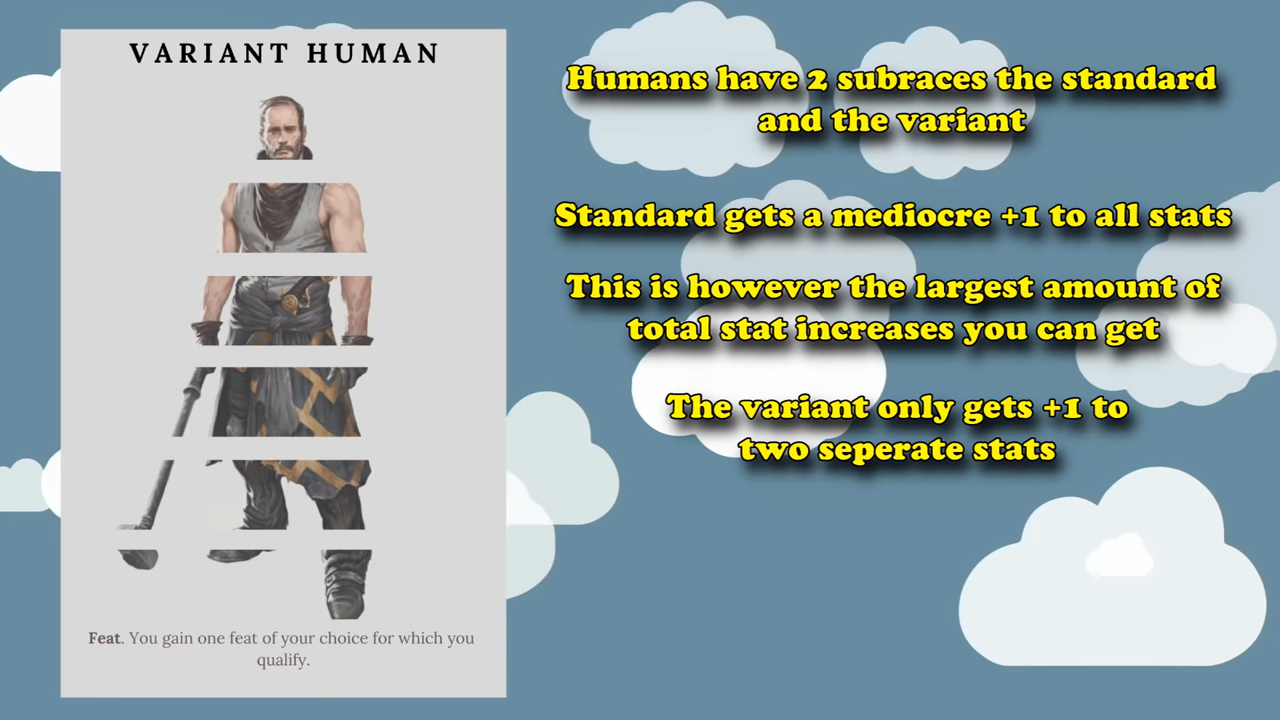 VARIANT HUMAN
Feat. You gain one feat of your choice for which you
qualify.
Humans have 2 subraces the standard
and the variant
Standard gets a mediocre +1 to all stats
This is however the largest amount of
total stat increases you can get
The variant only gets +1 to
two seperate stats